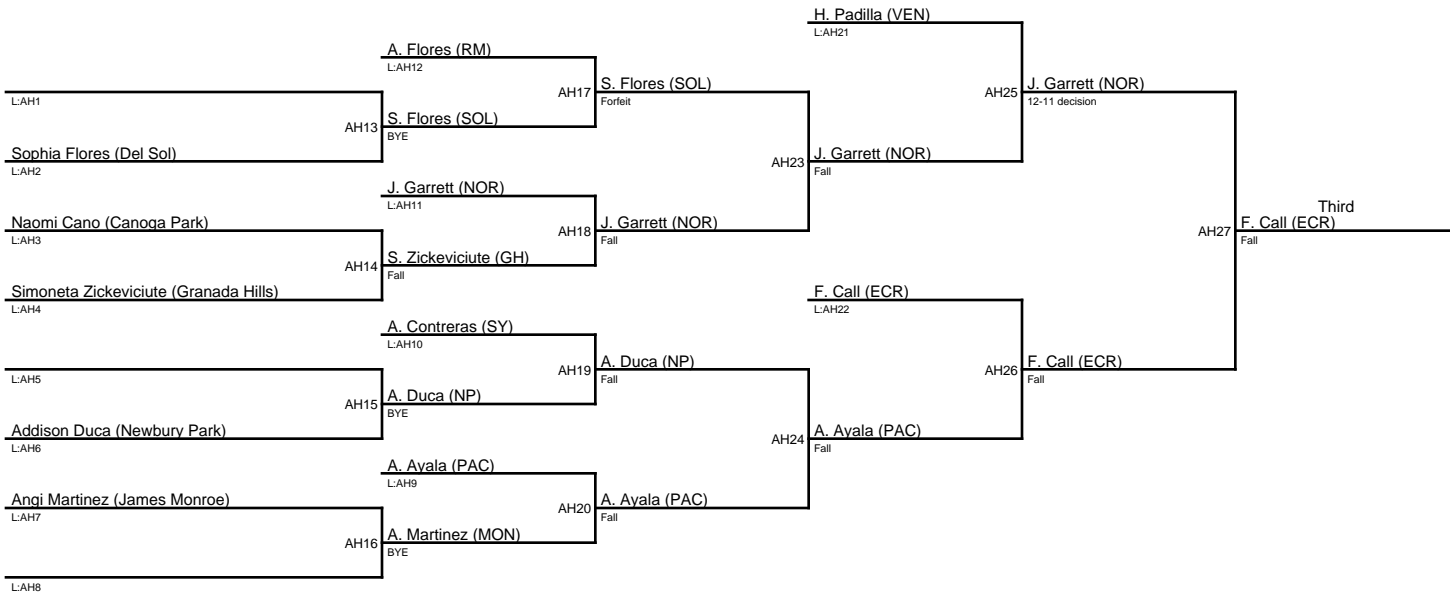 H. Padilla (VEN)
L:AH21
A. Flores (RM)
L:AH12
AH17
S. Flores (SOL)
Forfeit
AH25
J. Garrett (NOR)
12-11 decision
L:AH1
AH13
S. Flores (SOL)
BYE
Sophia Flores (Del Sol)
L:AH2
AH23
J. Garrett (NOR)
Fall
J. Garrett (NOR)
L:AH11
Naomi Cano (Canoga Park)
L:AH3
AH18
J. Garrett (NOR)
Fall
Third
AH27
F. Call (ECR)
Fall
AH14
S. Zickeviciute (GH)
Fall
Simoneta Zickeviciute (Granada Hills)
L:AH4
F. Call (ECR)
L:AH22
A. Contreras (SY)
L:AH10
L:AH5
AH19
A. Duca (NP)
Fall
AH26
F. Call (ECR)
Fall
AH15
A. Duca (NP)
BYE
Addison Duca (Newbury Park)
L:AH6
AH24
A. Ayala (PAC)
Fall
A. Ayala (PAC)
L:AH9
Angi Martinez (James Monroe)
L:AH7
AH20
A. Ayala (PAC)
Fall
AH16
A. Martinez (MON)
BYE
L:AH8